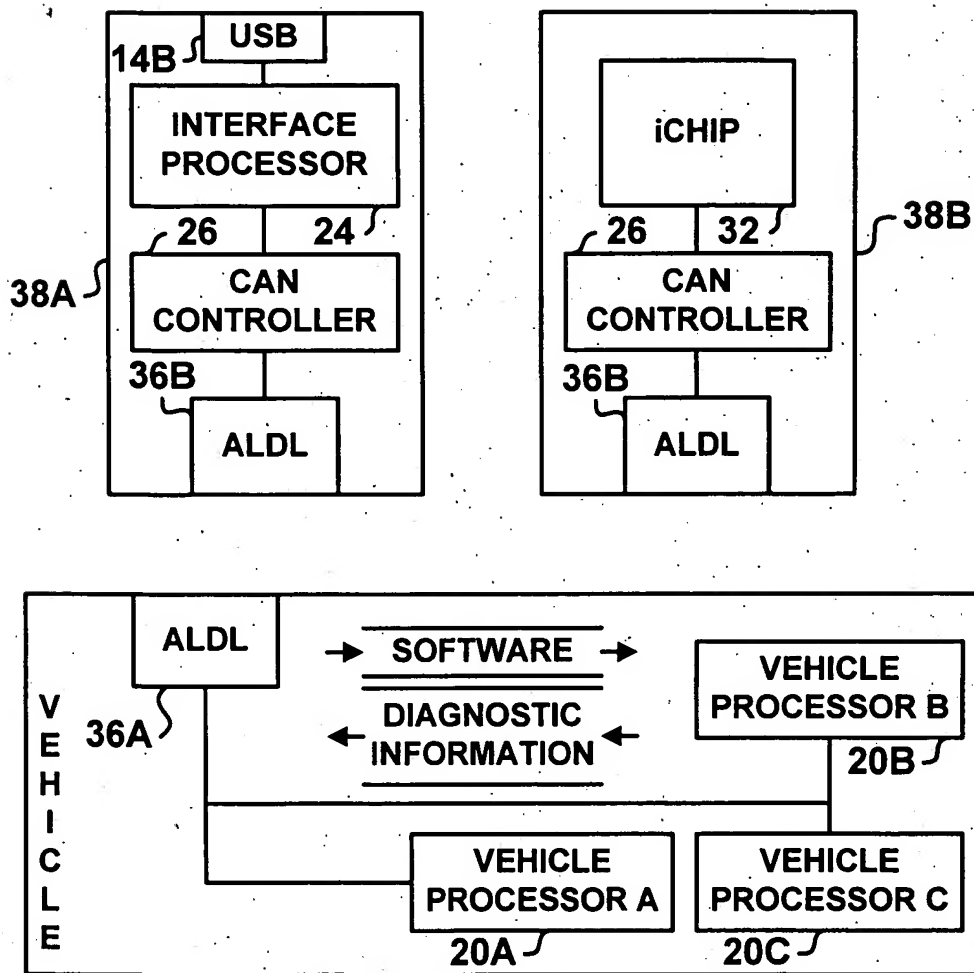 USB
14B
INTERFACE
PROCESSOR
26
24
38A
CAN
CONTROLLER
36B
ALDL
iCHIP
26
32
38B
CAN
CONTROLLER
36B
ALDL
VEHICLE
ALDL
36A
SOFTWARE
DIAGNOSTIC
INFORMATION
VEHICLE
PROCESSOR B
20B
VEHICLE
PROCESSOR A
20A
VEHICLE
PROCESSOR C
20C